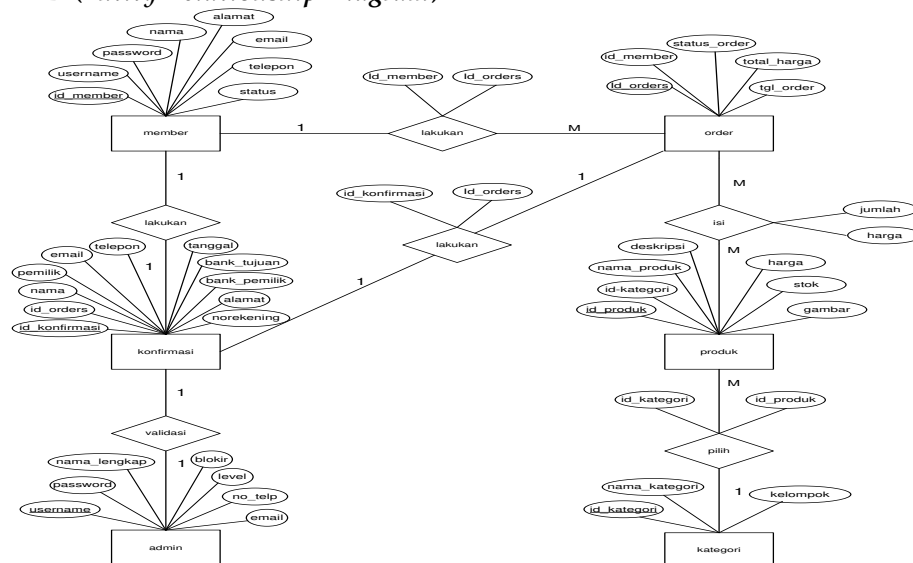 alamat
nama
email
password
telepon
username
status
id_member
member
1
Id_member
Id_orders
lakukan
M
status_order
id_member
total_harga
Id_orders
tgl_order
order
1
lakukan
1
id_konfirmasi
Id_orders
lakukan
1
1
M
isi
jumlah
harga
M
telepon
tanggal
email
bank_tujuan
pemilik
bank_pemilik
nama
alamat
id_orders
norekening
id_konfirmasi
konfirmasi
deskripsi
nama_produk
harga
id-kategori
stok
id_produk
gambar
produk
1
validasi
1
M
id_kategori
id_produk
pilih
1
nama_lengkap
blokir
password
level
no_telp
username
email
admin
nama_kategori
kelompok
id_kategori
kategori